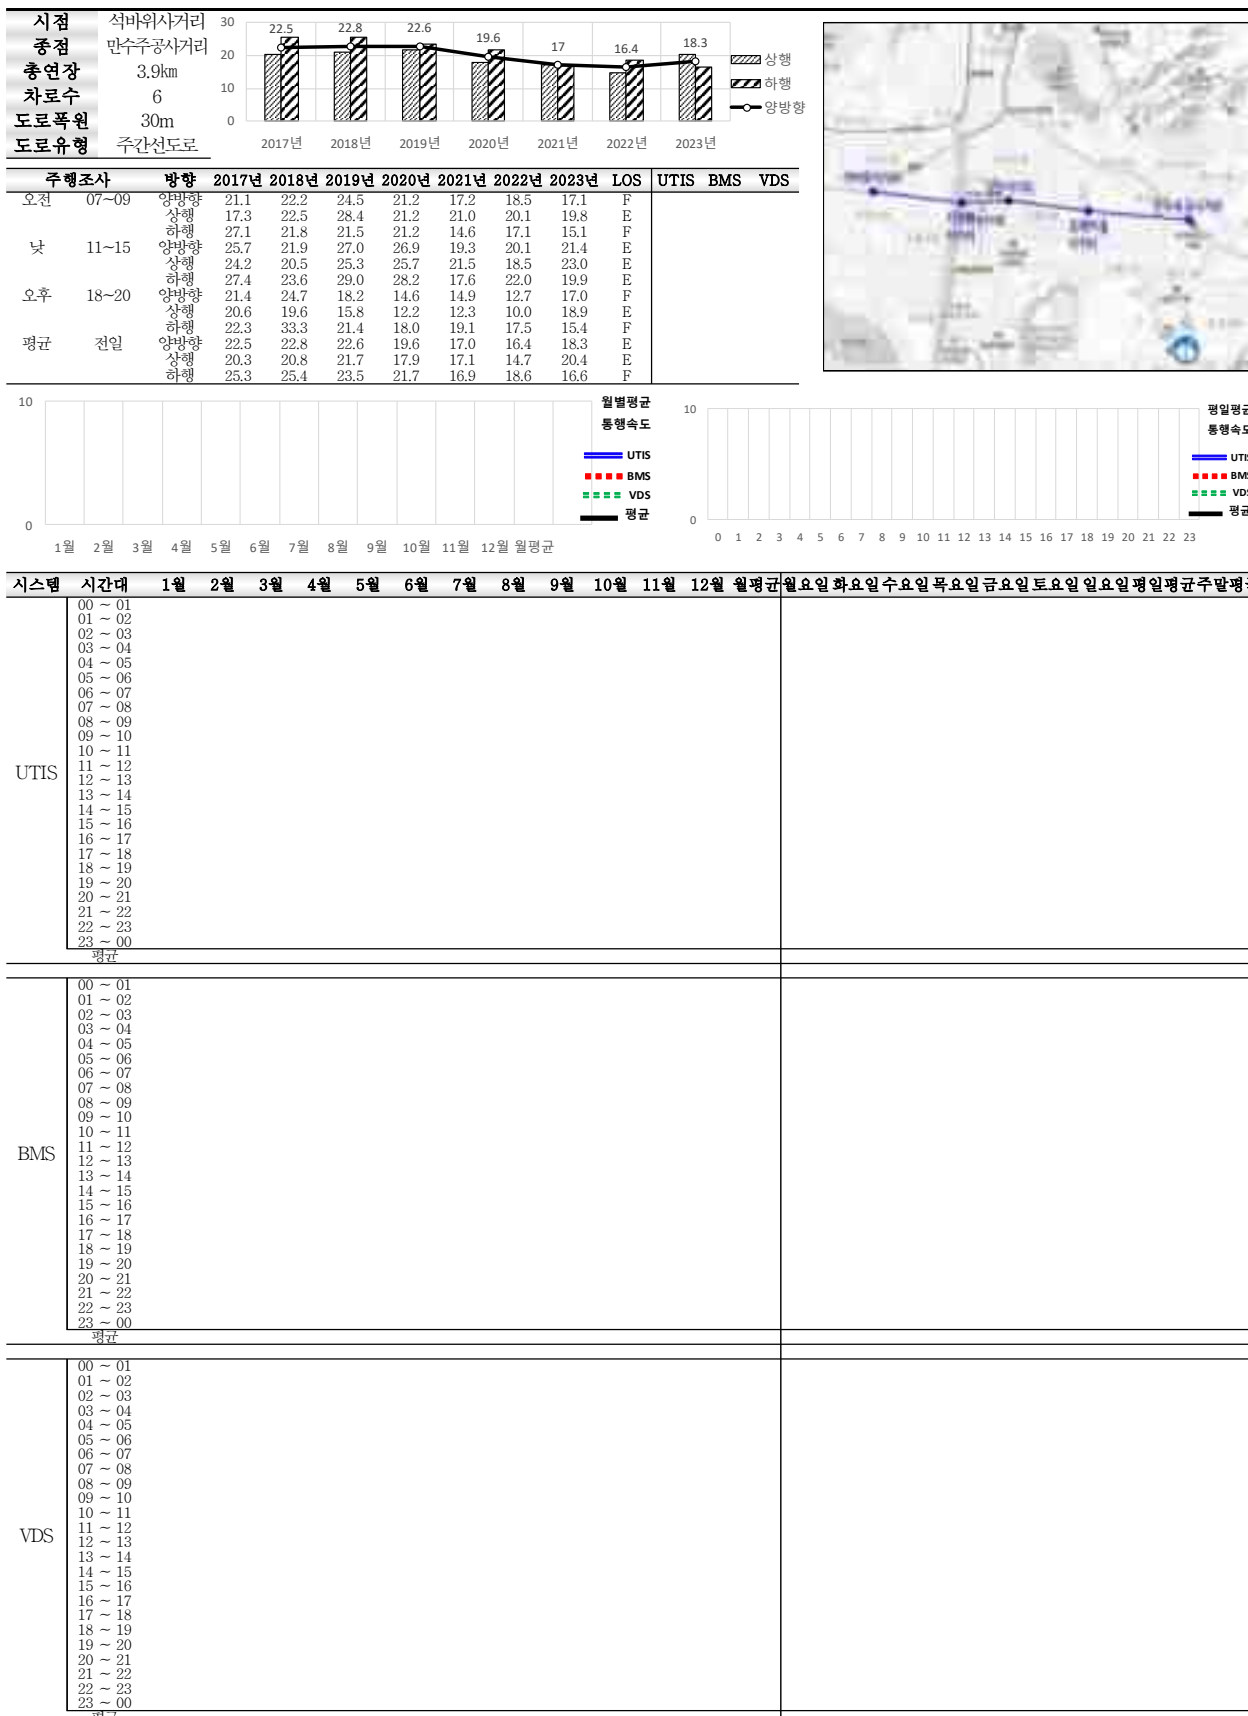 시점 석바위사거리
종점 만수주공사거리
총연장 3.9km
차로수 6
도로폭원 30m
도로유형 주간선도로
30
20
10
0
22.5 22.8 22.6 19.6 17 16.4 18.3
2017년 2018년 2019년 2020년 2021년 2022년 2023년
상행
하행
양방향
주행조사 방향 2017년 2018년 2019년 2020년 2021년 2022년 2023년 LOS UTIS BMS VDS
오전 07~09 양방향 21.1 22.2 24.5 21.2 17.2 18.5 17.1 F
상행 17.3 22.5 28.4 21.2 21.0 20.1 19.8 E
하행 27.1 21.8 21.5 21.2 14.6 17.1 15.1 F
낮 11~15 양방향 25.7 21.9 27.0 26.9 19.3 20.1 21.4 E
상행 24.2 20.5 25.3 25.7 21.5 18.5 23.0 E
하행 27.4 23.6 29.0 28.2 17.6 22.0 19.9 E
오후 18~20 양방향 21.4 24.7 18.2 14.6 14.9 12.7 17.0 F
상행 20.6 19.6 15.8 12.2 12.3 10.0 18.9 E
하행 22.3 33.3 21.4 18.0 19.1 17.5 15.4 F
평균 전일 양방향 22.5 22.8 22.6 19.6 17.0 16.4 18.3 E
상행 20.3 20.8 21.7 17.9 17.1 14.7 20.4 E
하행 25.3 25.4 23.5 21.7 16.9 18.6 16.6 F
10
0
1월 2월 3월 4월 5월 6월 7월 8월 9월 10월 11월 12월 월평균
월별평균
통행속도
UTIS
BMS
VDS
평균
10
0
0 1 2 3 4 5 6 7 8 9 10 11 12 13 14 15 16 17 18 19 20 21 22 23
평일평균
통행속도
UTIS
BMS
VDS
평균
시스템 시간대 1월 2월 3월 4월 5월 6월 7월 8월 9월 10월 11월 12월 월평균 월요일 화요일 수요일 목요일 금요일 토요일 일요일 평일평균 주말평균
UTIS
00 ~ 01
01 ~ 02
02 ~ 03
03 ~ 04
04 ~ 05
05 ~ 06
06 ~ 07
07 ~ 08
08 ~ 09
09 ~ 10
10 ~ 11
11 ~ 12
12 ~ 13
13 ~ 14
14 ~ 15
15 ~ 16
16 ~ 17
17 ~ 18
18 ~ 19
19 ~ 20
20 ~ 21
21 ~ 22
22 ~ 23
23 ~ 00
평균
BMS
00 ~ 01
01 ~ 02
02 ~ 03
03 ~ 04
04 ~ 05
05 ~ 06
06 ~ 07
07 ~ 08
08 ~ 09
09 ~ 10
10 ~ 11
11 ~ 12
12 ~ 13
13 ~ 14
14 ~ 15
15 ~ 16
16 ~ 17
17 ~ 18
18 ~ 19
19 ~ 20
20 ~ 21
21 ~ 22
22 ~ 23
23 ~ 00
평균
VDS
00 ~ 01
01 ~ 02
02 ~ 03
03 ~ 04
04 ~ 05
05 ~ 06
06 ~ 07
07 ~ 08
08 ~ 09
09 ~ 10
10 ~ 11
11 ~ 12
12 ~ 13
13 ~ 14
14 ~ 15
15 ~ 16
16 ~ 17
17 ~ 18
18 ~ 19
19 ~ 20
20 ~ 21
21 ~ 22
22 ~ 23
23 ~ 00
평균